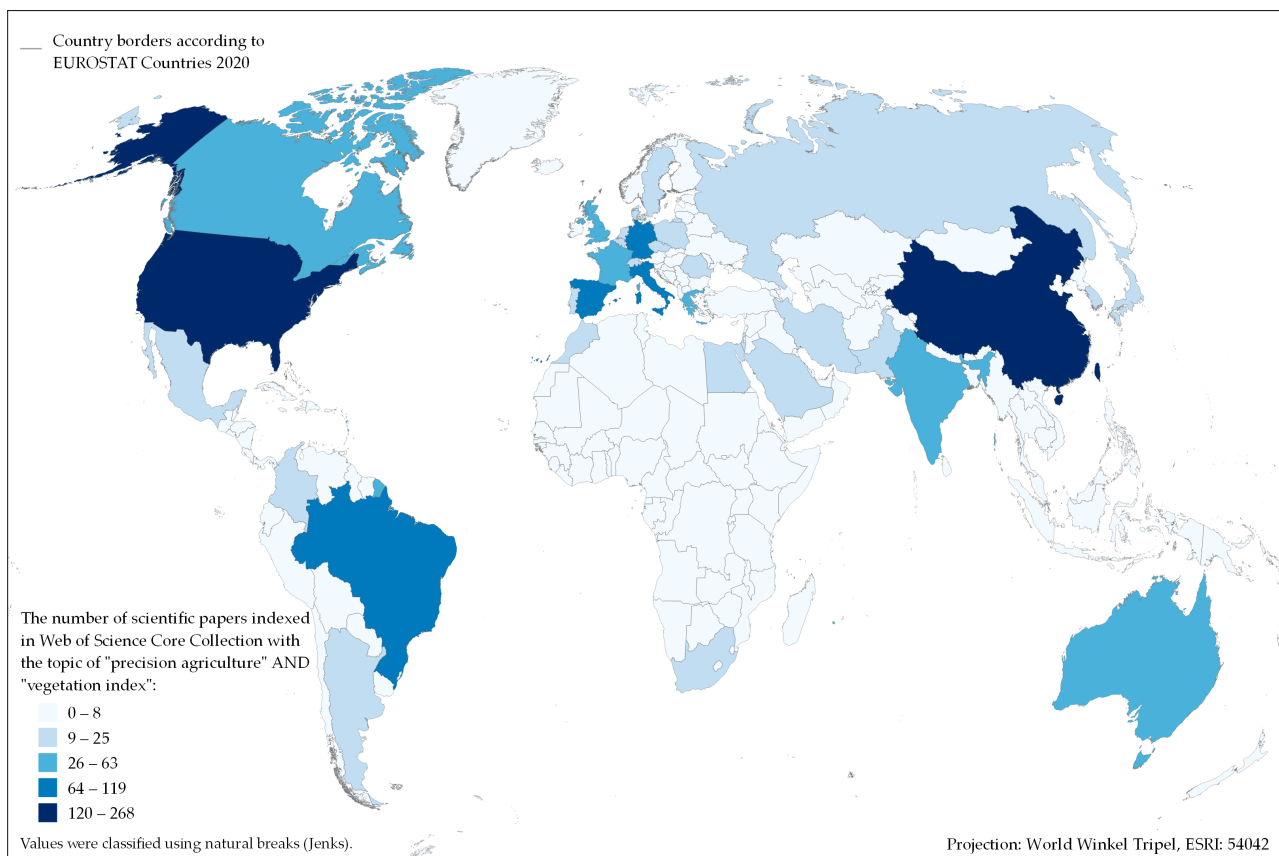 Country borders according to
EUROSTAT Countries 2020
The number of scientific papers indexed
in Web of Science Core Collection with
the topic of "precision agriculture" AND
"vegetation index":
0 – 8
9 – 25
26 – 63
64 – 119
120 – 268
Values were classified using natural breaks (Jenks).
Projection: World Winkel Tripel, ESRI: 54042